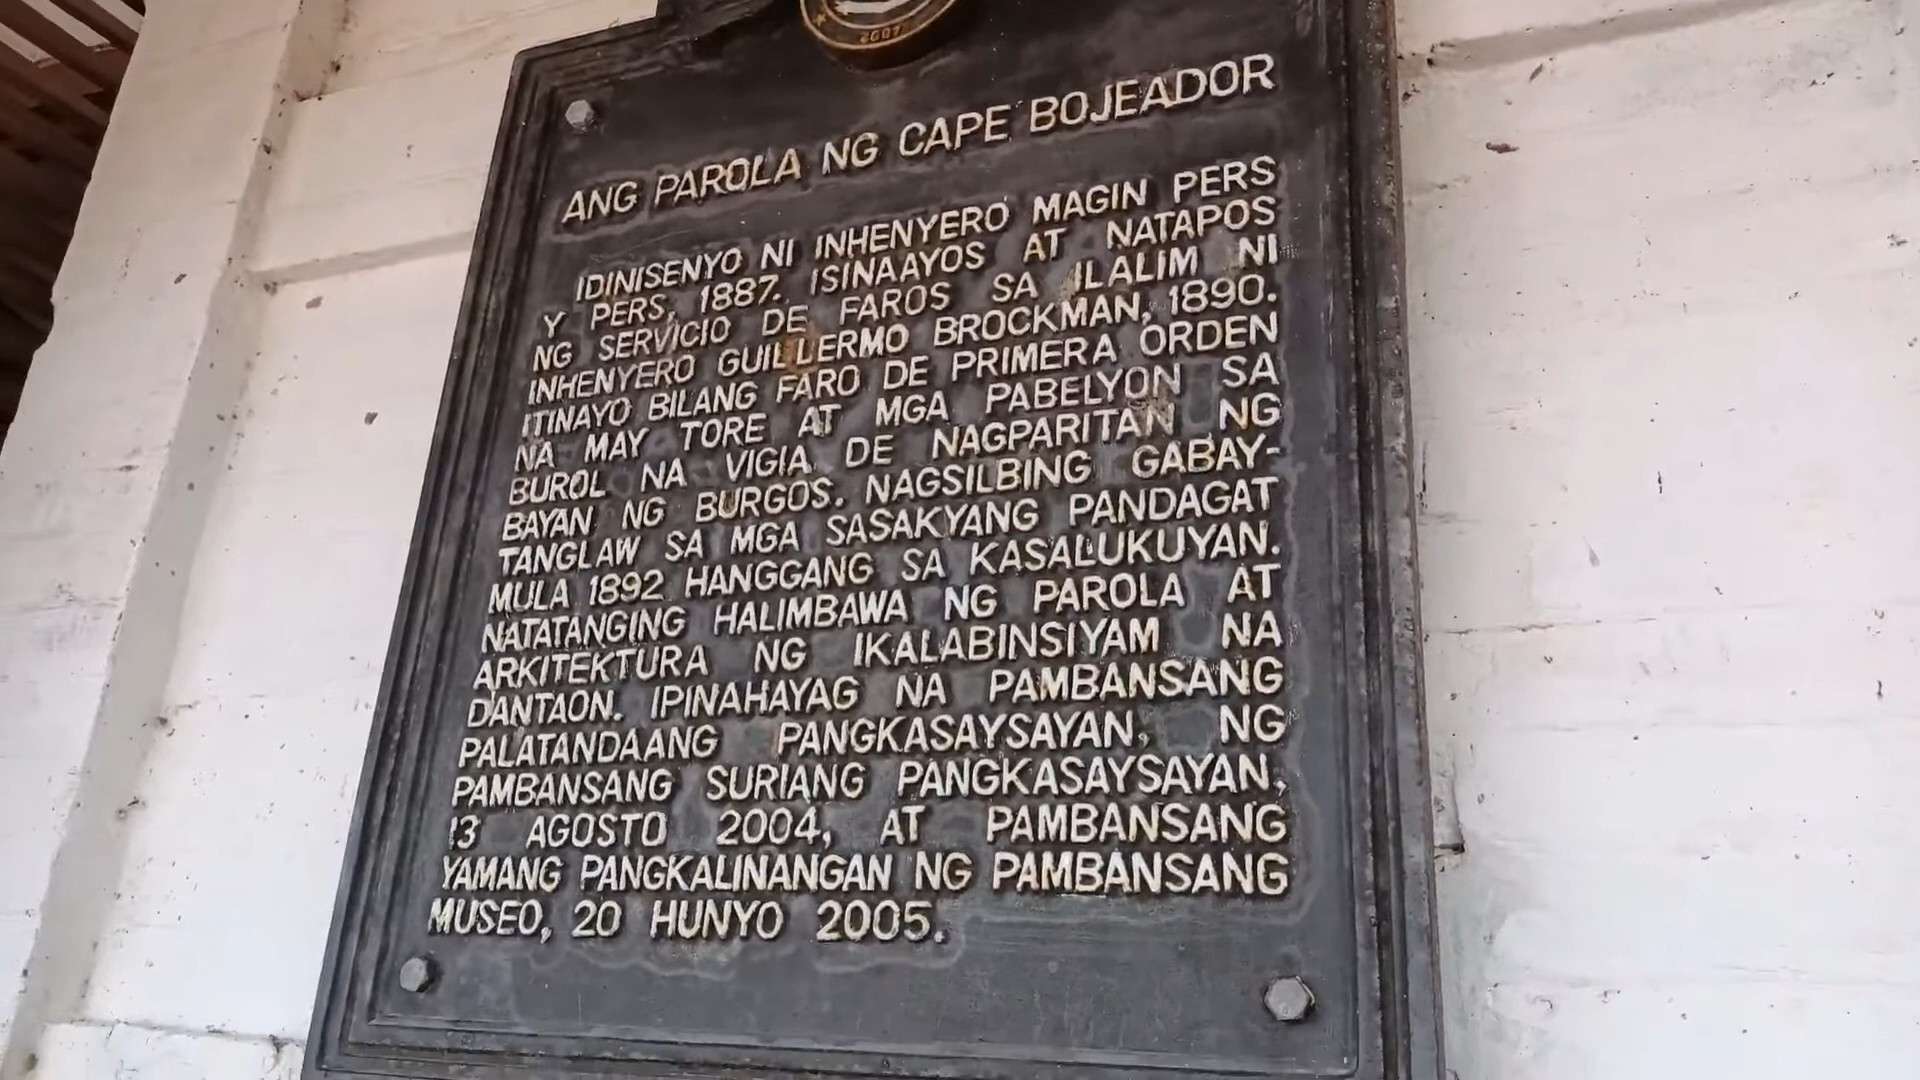 2007
ANG PAROLA NG CAPE BOJEADOR
IDINISENYO NI INHENYERO MAGIN PERS
Y PERS, 1887. ISINAAYOS AT NATAPOS
NG SERVICIO DE FAROS SA ILALIM NI
INHENYERO GUILLERMO BROCKMAN, 1890.
ITINAYO BILANG FARO DE PRIMERA ORDEN
NA MAY TORE AT MGA PABELYON SA
BUROL NA VIGIA DE NAGPARITAN NG
BAYAN NG BURGOS. NAGSILBING GABAY-
TANGLAW SA MGA SASAKYANG PANDAGAT
MULA 1892 HANGGANG SA KASALUKUYAN.
NATATANGING HALIMBAWA NG PAROLA AT
ARKITEKTURA NG IKALABINSIYAM NA
DANTAON. IPINAHAYAG NA PAMBANSANG
PALATANDAANG PANGKASAYSAYAN, NG
PAMBANSANG SURIANG PANGKASAYSAYAN,
13 AGOSTO 2004, AT PAMBANSANG
YAMANG PANGKALINANGAN NG PAMBANSANG
MUSEO, 20 HUNYO 2005.